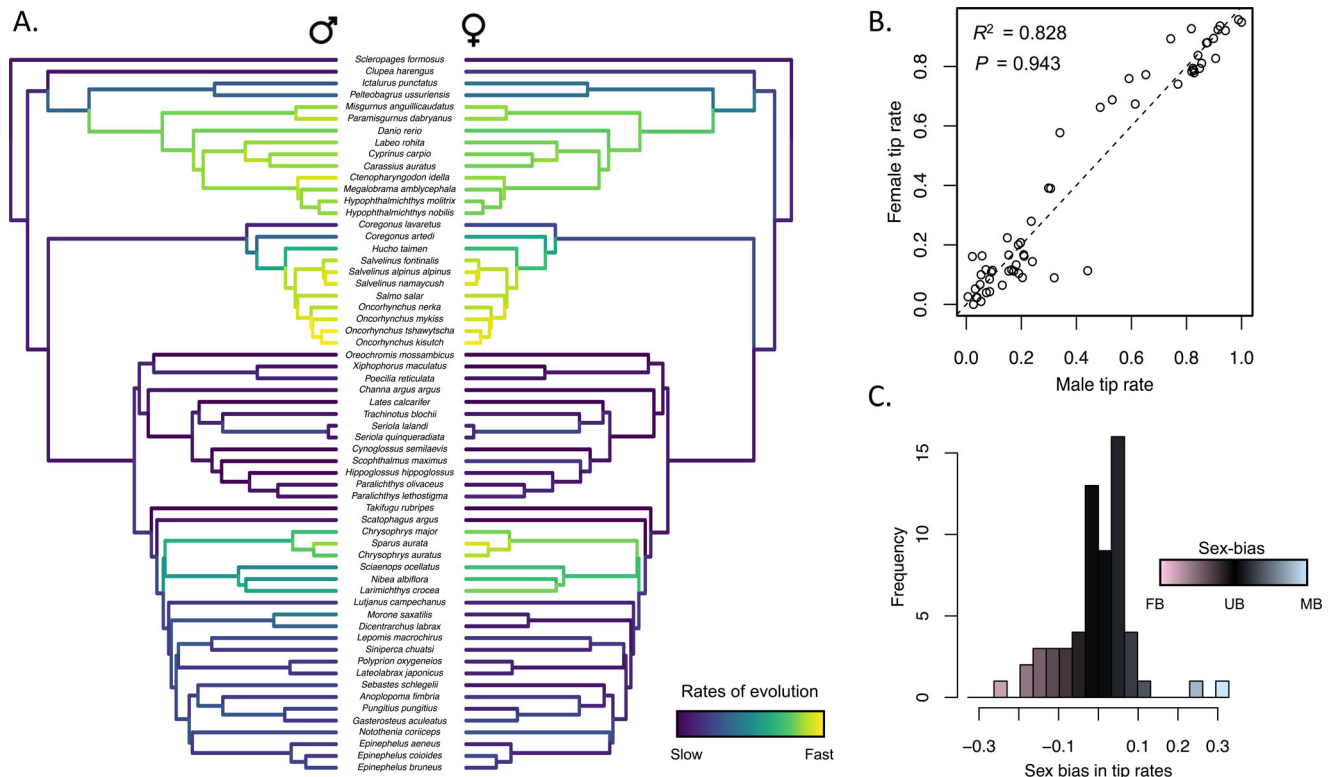 A.
♂
♀
Scleropages formosus
Clupea harengus
Ictalurus punctatus
Pelteobagrus ussuriensis
Misgurnus anguillicaudatus
Paramisgurnus dabryanus
Danio rerio
Labeo rohita
Cyprinus carpio
Carassius auratus
Ctenopharyngodon idella
Megalobrama amblycephala
Hypophthalmichthys molitrix
Hypophthalmichthys nobilis
Coregonus lavaretus
Coregonus artedi
Hucho taimen
Salvelinus fontinalis
Salvelinus alpinus alpinus
Salvelinus namaycush
Salmo salar
Oncorhynchus nerka
Oncorhynchus mykiss
Oncorhynchus tshawytscha
Oncorhynchus kisutch
Oreochromis mossambicus
Xiphophorus maculatus
Poecilia reticulata
Channa argus argus
Lates calcarifer
Trachinotus blochii
Seriola lalandi
Seriola quinqueradiata
Cynoglossus semilaevis
Scophthalmus maximus
Hippoglossus hippoglossus
Paralichthys olivaceus
Paralichthys lethostigma
Takifugu rubripes
Scatophagus argus
Chrysophrys major
Sparus aurata
Chrysophrys auratus
Sciaenops ocellatus
Nibea albiflora
Larimichthys crocea
Lutjanus campechanus
Morone saxatilis
Dicentrarchus labrax
Lepomis macrochirus
Siniperca chuatsi
Polyprion oxygeneios
Lateolabrax japonicus
Sebastes schlegelii
Anoplopoma fimbria
Pungitius pungitius
Gasterosteus aculeatus
Notothenia coriiceps
Epinephelus aeneus
Epinephelus coioides
Epinephelus bruneus
Rates of evolution
Slow Fast
B.
R² = 0.828
P = 0.943
Female tip rate
0.8
0.6
0.4
0.2
0.0
0.0 0.2 0.4 0.6 0.8 1.0
Male tip rate
C.
Frequency
15
10
5
0
Sex-bias
FB UB MB
−0.3 −0.1 0.1 0.3
Sex bias in tip rates